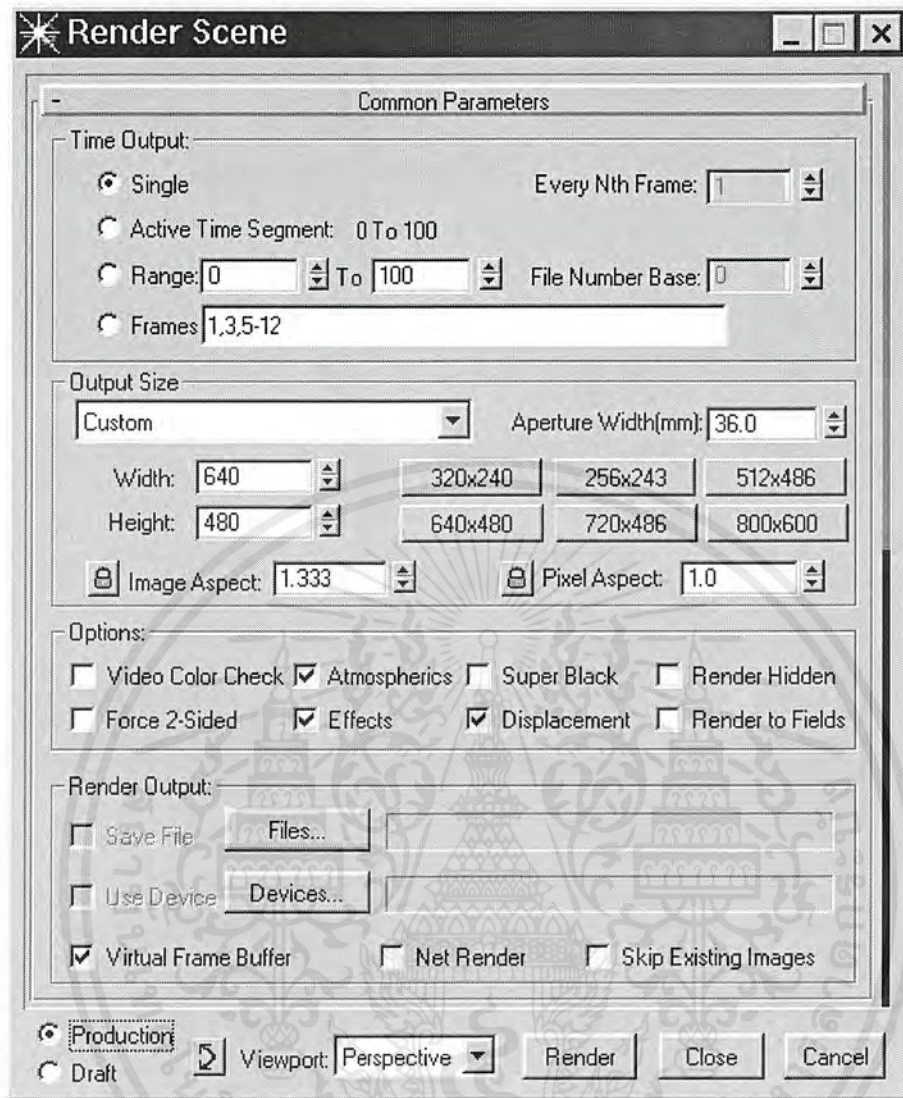 Render Scene
- Common Parameters
Time Output:
Single Every Nth Frame: 1
Active Time Segment: 0 To 100
Range: 0 To 100 File Number Base: 0
Frames 1,3,5-12
Output Size
Custom Aperture Width(mm): 36.0
Width: 640 320x240 256x243 512x486
Height: 480 640x480 720x486 800x600
Image Aspect: 1.333 Pixel Aspect: 1.0
Options:
Video Color Check Atmospherics Super Black Render Hidden
Force 2-Sided Effects Displacement Render to Fields
Render Output:
Save File Files...
Use Device Devices...
Virtual Frame Buffer Net Render Skip Existing Images
Production
Draft Viewport: Perspective Render Close Cancel